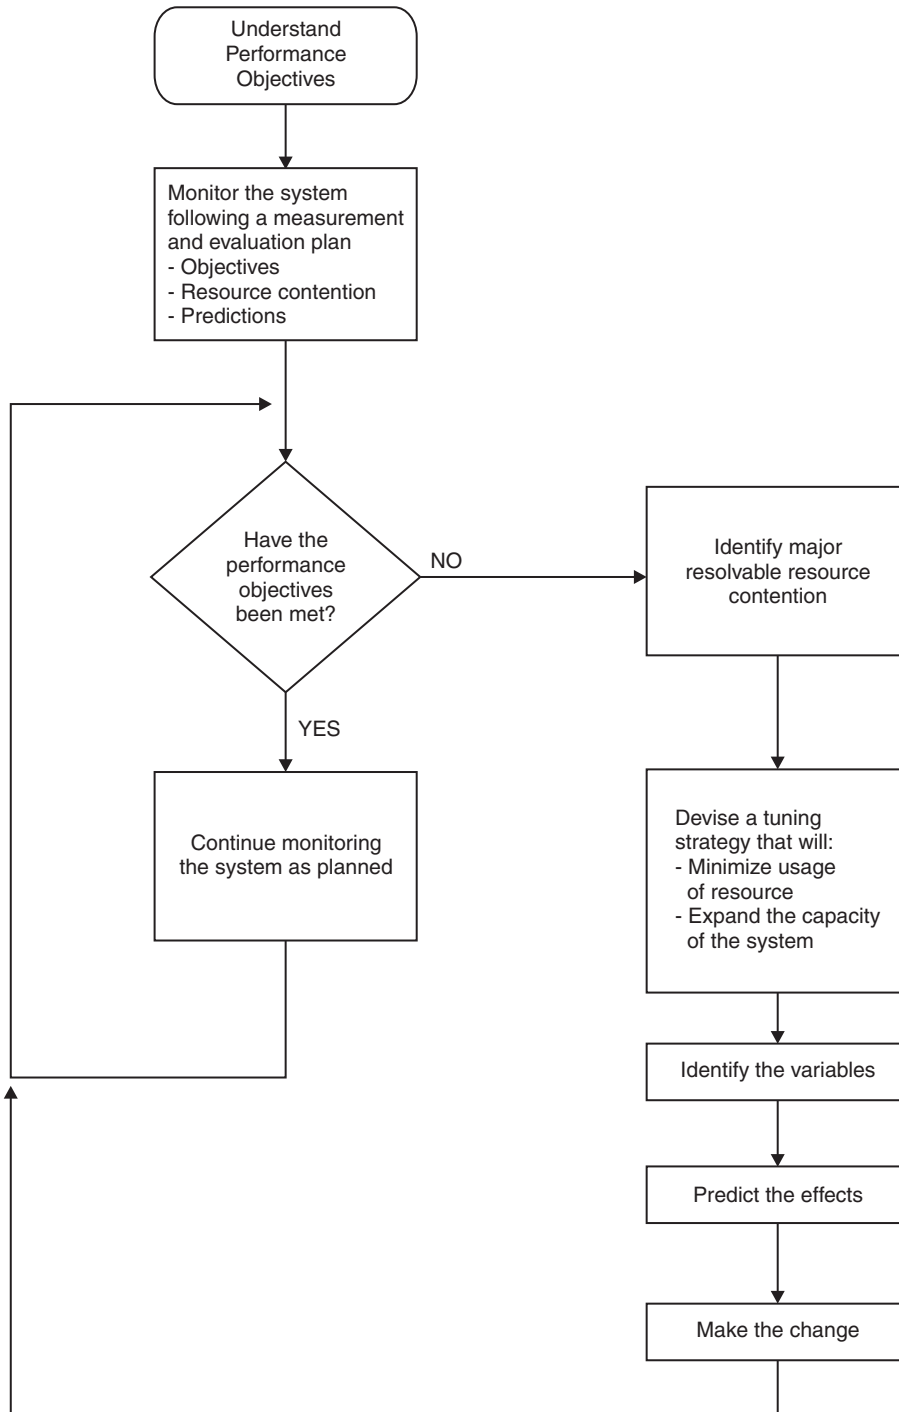 Understand
Performance
Objectives
Monitor the system
following a measurement
and evaluation plan
- Objectives
- Resource contention
- Predictions
Have the
performance
objectives
been met?
NO
Identify major
resolvable resource
contention
YES
Continue monitoring
the system as planned
Devise a tuning
strategy that will:
- Minimize usage
of resource
- Expand the capacity
of the system
Identify the variables
Predict the effects
Make the change